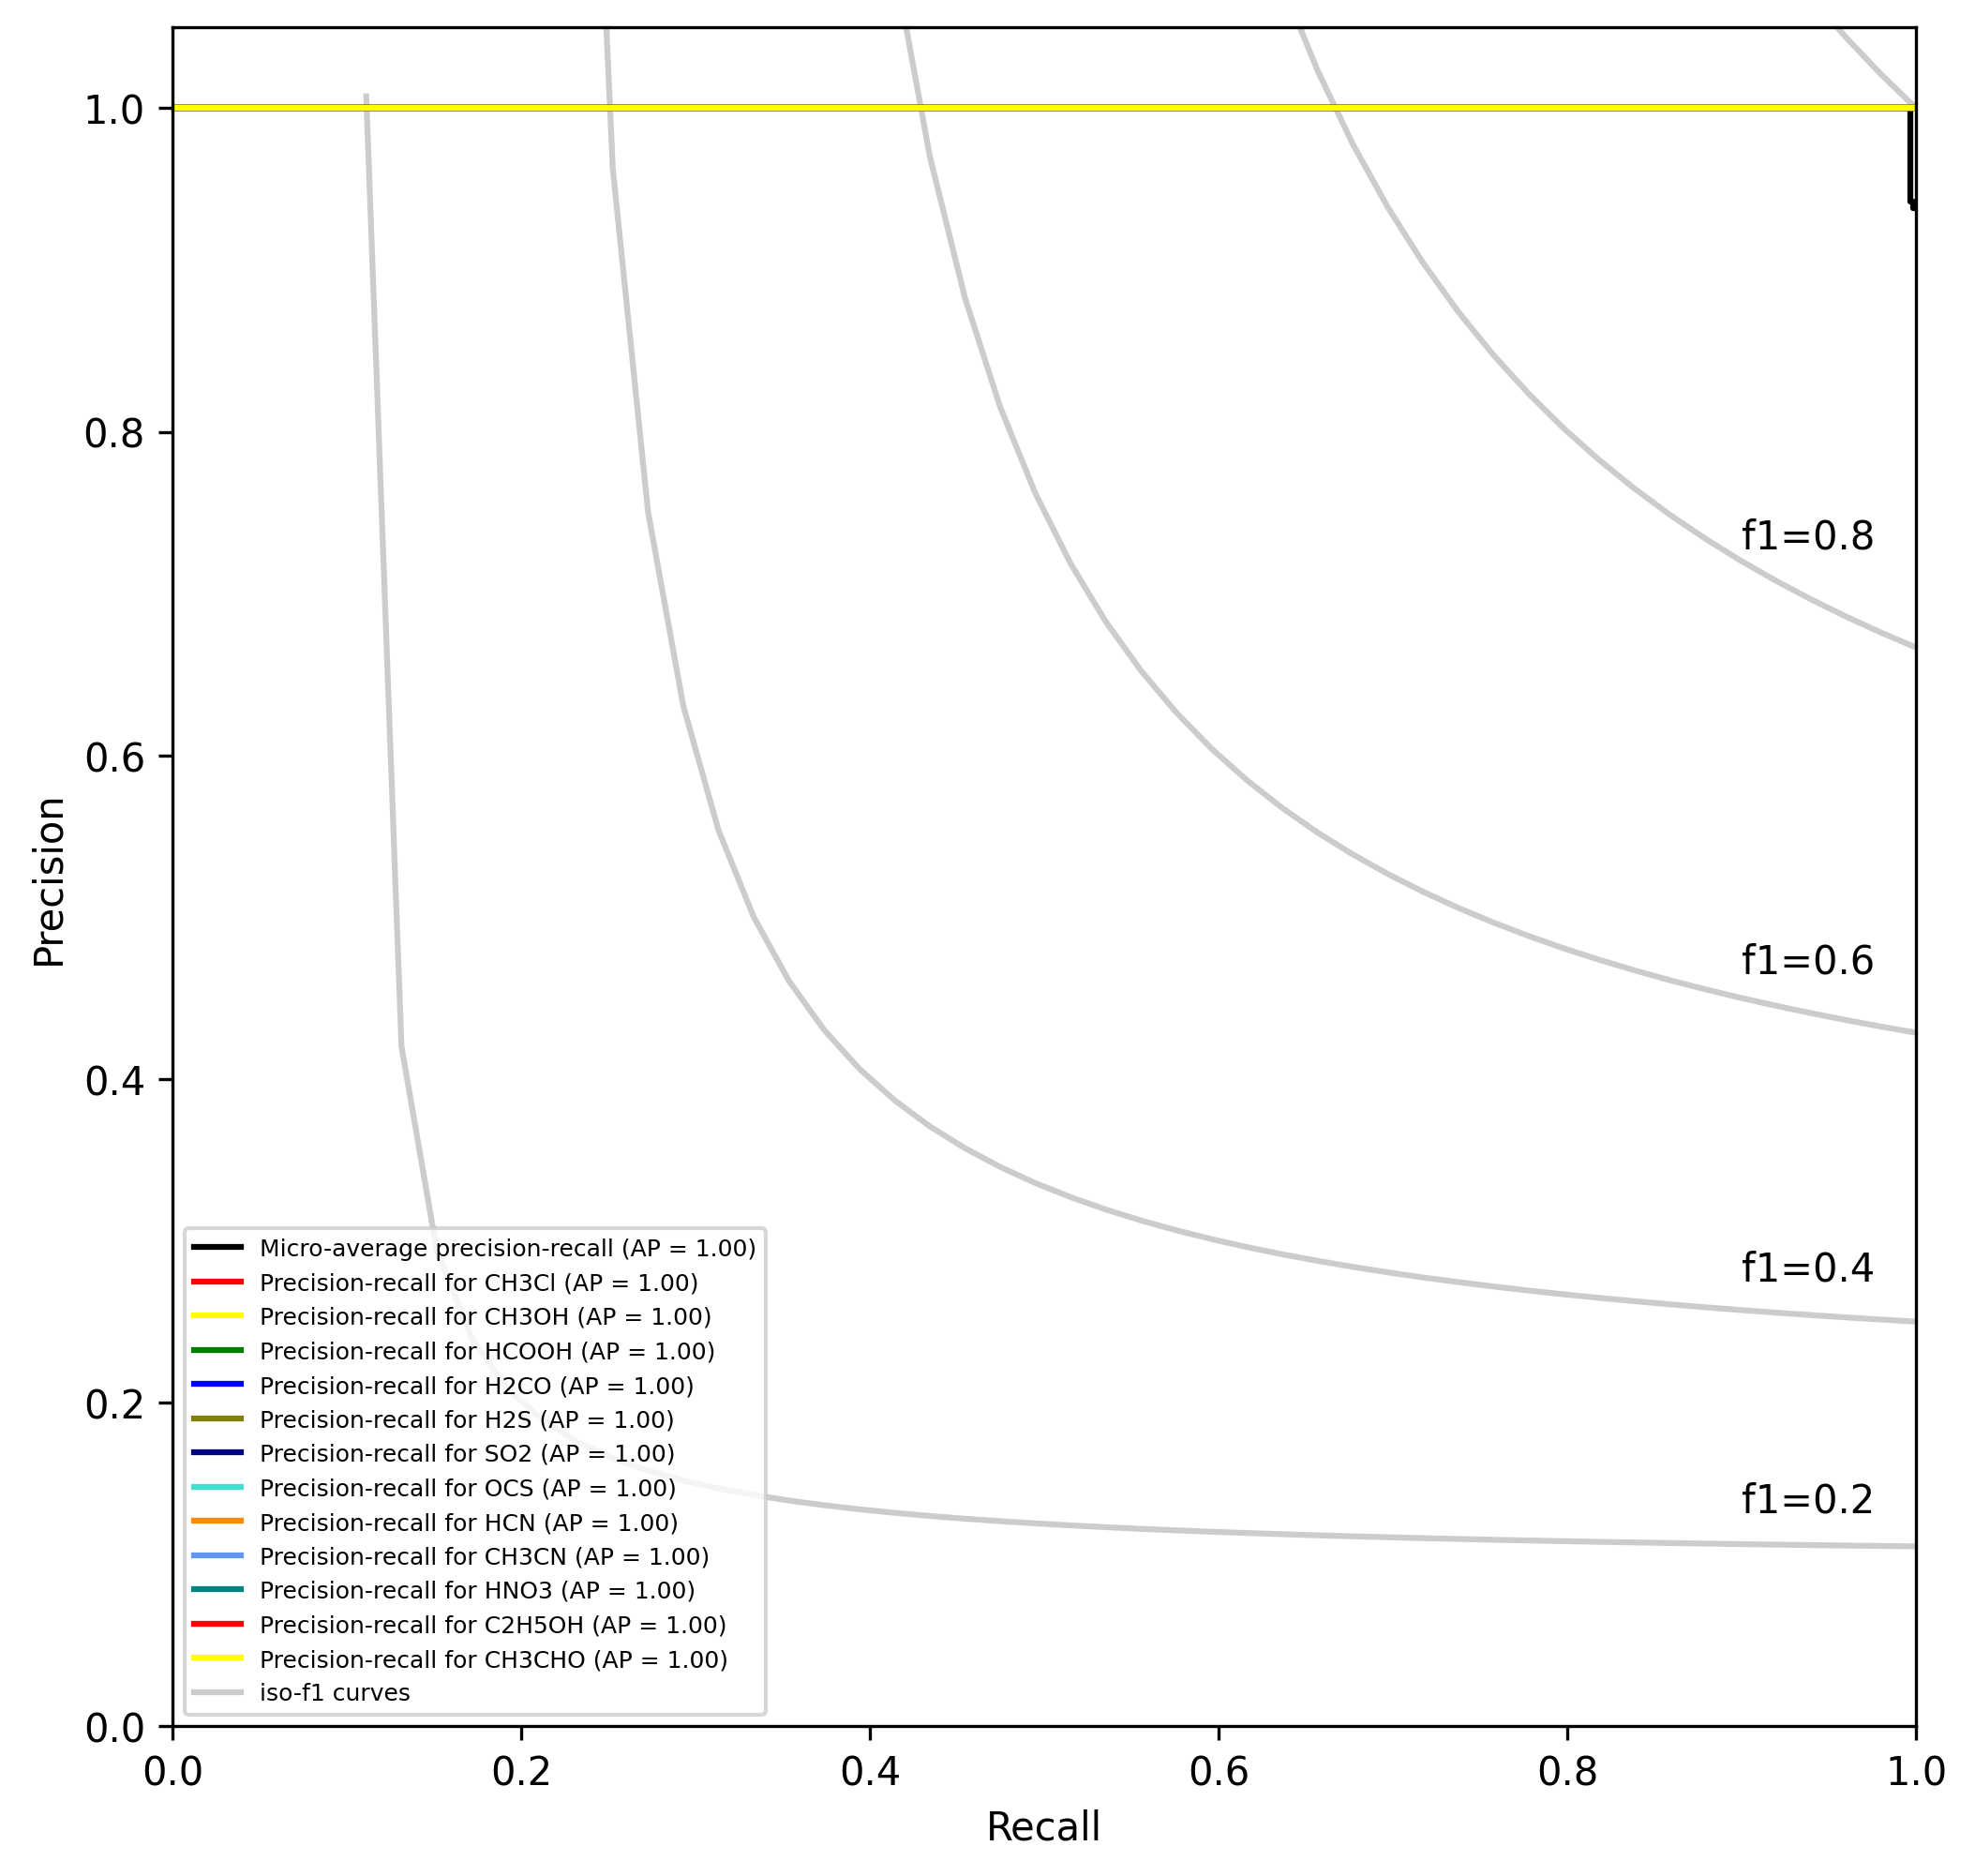 1.0
0.8
f1=0.8
0.6
Precision
f1=0.6
0.4
f1=0.4
Micro-average precision-recall (AP = 1.00)
Precision-recall for CH3Cl (AP = 1.00)
Precision-recall for CH3OH (AP = 1.00)
Precision-recall for HCOOH (AP = 1.00)
Precision-recall for H2CO (AP = 1.00)
Precision-recall for H2S (AP = 1.00)
Precision-recall for SO2 (AP = 1.00)
Precision-recall for OCS (AP = 1.00)
Precision-recall for HCN (AP = 1.00)
Precision-recall for CH3CN (AP = 1.00)
Precision-recall for HNO3 (AP = 1.00)
Precision-recall for C2H5OH (AP = 1.00)
Precision-recall for CH3CHO (AP = 1.00)
iso-f1 curves
0.2
f1=0.2
0.0
0.0 0.2 0.4 0.6 0.8 1.0
Recall